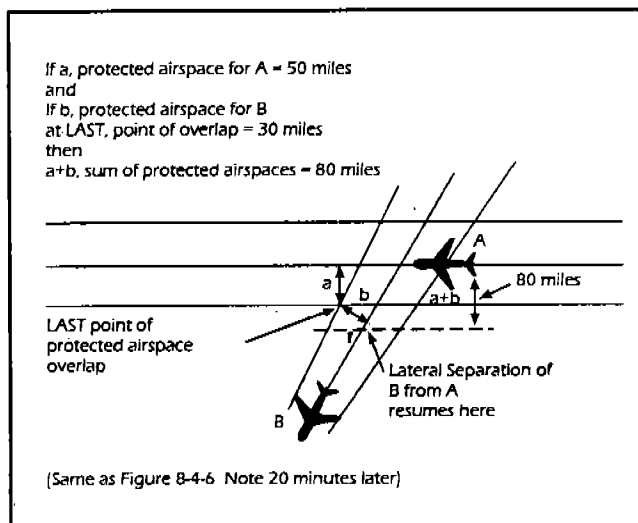 If a, protected airspace for A = 50 miles
and
If b, protected airspace for B
at LAST, point of overlap = 30 miles
then
a+b, sum of protected airspaces = 80 miles
A
a
b
a+b
80 miles
LAST point of
protected airspace
overlap
f
Lateral Separation of
B from A
resumes here
B
(Same as Figure 8-4-6 Note 20 minutes later)